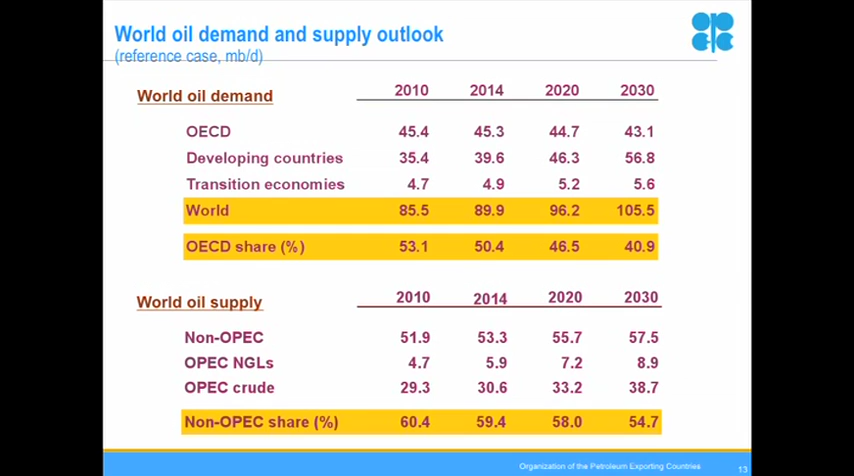 World oil demand and supply outlook
(reference case, mb/d)
World oil demand 2010 2014 2020 2030
OECD 45.4 45.3 44.7 43.1
Developing countries 35.4 39.6 46.3 56.8
Transition economies 4.7 4.9 5.2 5.6
World 85.5 89.9 96.2 105.5
OECD share (%) 53.1 50.4 46.5 40.9
World oil supply 2010 2014 2020 2030
Non-OPEC 51.9 53.3 55.7 57.5
OPEC NGLs 4.7 5.9 7.2 8.9
OPEC crude 29.3 30.6 33.2 38.7
Non-OPEC share (%) 60.4 59.4 58.0 54.7
Organization of the Petroleum Exporting Countries 13